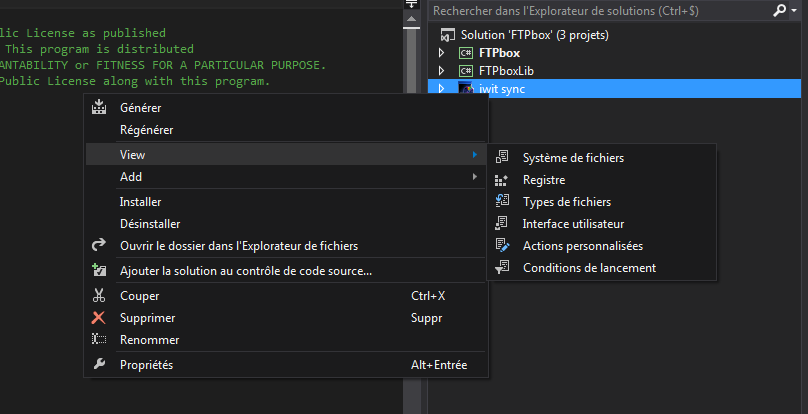 Rechercher dans l'Explorateur de solutions (Ctrl+$)
Solution 'FTPbox' (3 projets)
C# FTPbox
C# FTPboxLib
iwit sync
blic License as published
This program is distributed
ANTABILITY or FITNESS FOR A PARTICULAR PURPOSE.
Public License along with this program.
Générer
Régénérer
View
Add
Installer
Désinstaller
Ouvrir le dossier dans l'Explorateur de fichiers
Ajouter la solution au contrôle de code source...
Couper Ctrl+X
Supprimer Suppr
Renommer
Propriétés Alt+Entrée
Système de fichiers
Registre
Types de fichiers
Interface utilisateur
Actions personnalisées
Conditions de lancement